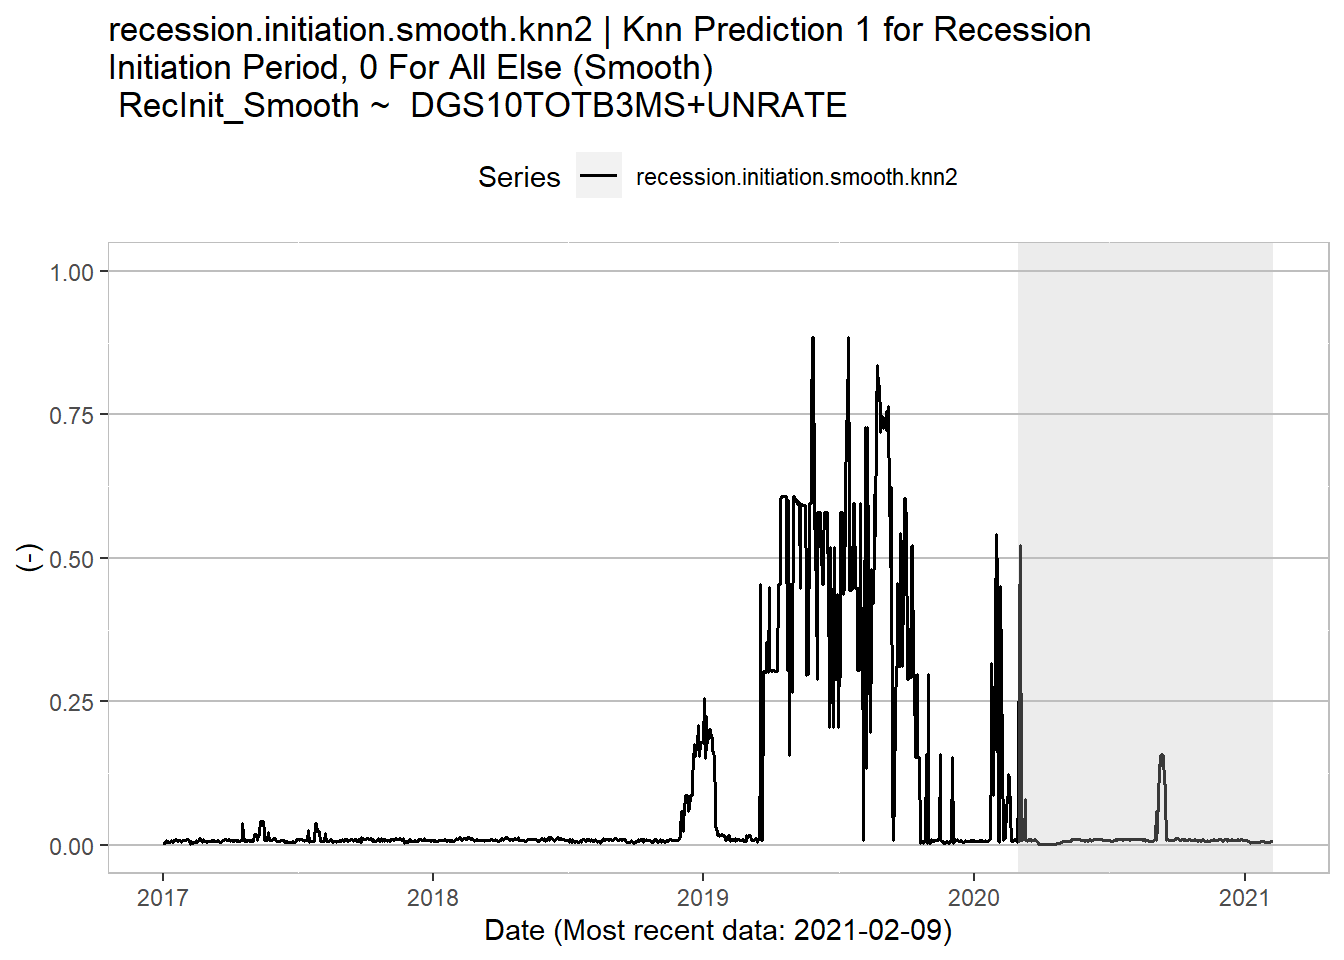 recession.initiation.smooth.knn2 | Knn Prediction 1 for Recession
Initiation Period, 0 For All Else (Smooth)
RecInit_Smooth ~  DGS10TOTB3MS+UNRATE
Series
recession.initiation.smooth.knn2
1.00
0.75
0.50
0.25
0.00
(-)
2017
2018
2019
2020
2021
Date (Most recent data: 2021-02-09)